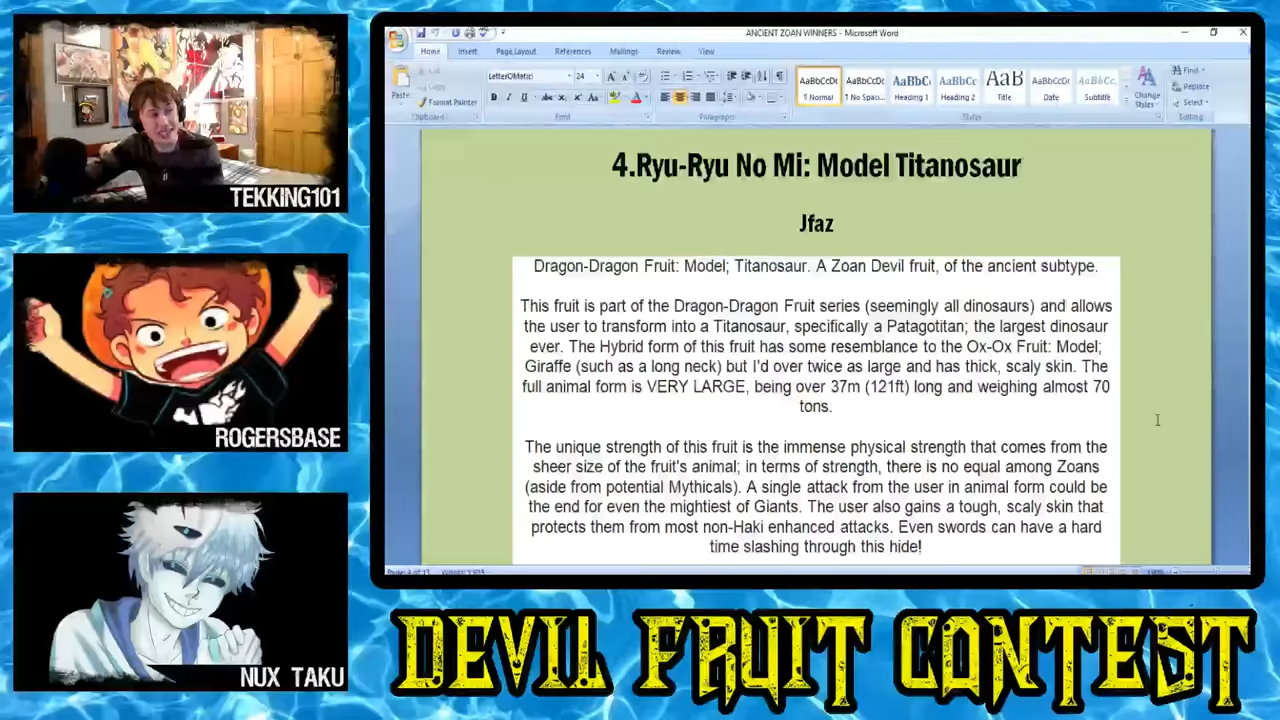 TEKKING101
ROGERSBASE
NUX TAKU
ANCIENT ZOAN WINNERS - Microsoft Word
Home Insert Page Layout References Mailings Review View
Paste
Cut
Copy
Format Painter
Clipboard
LetterOMatic! 24
Font
Paragraph
AaBbCcDc AaBbCcDc AaBbC AaBbCc AaB AaBbCcDc AaBbCc
¶ Normal ¶ No Spaci... Heading 1 Heading 2 Title Date Subtitle
Change Styles
Styles
Find
Replace
Select
Editing
4.Ryu-Ryu No Mi: Model Titanosaur
Jfaz
Dragon-Dragon Fruit: Model; Titanosaur. A Zoan Devil fruit, of the ancient subtype.
This fruit is part of the Dragon-Dragon Fruit series (seemingly all dinosaurs) and allows
the user to transform into a Titanosaur, specifically a Patagotitan; the largest dinosaur
ever. The Hybrid form of this fruit has some resemblance to the Ox-Ox Fruit: Model;
Giraffe (such as a long neck) but I'd over twice as large and has thick, scaly skin. The
full animal form is VERY LARGE, being over 37m (121ft) long and weighing almost 70
tons.
The unique strength of this fruit is the immense physical strength that comes from the
sheer size of the fruit's animal; in terms of strength, there is no equal among Zoans
(aside from potential Mythicals). A single attack from the user in animal form could be
the end for even the mightiest of Giants. The user also gains a tough, scaly skin that
protects them from most non-Haki enhanced attacks. Even swords can have a hard
time slashing through this hide!
DEVIL FRUIT CONTEST